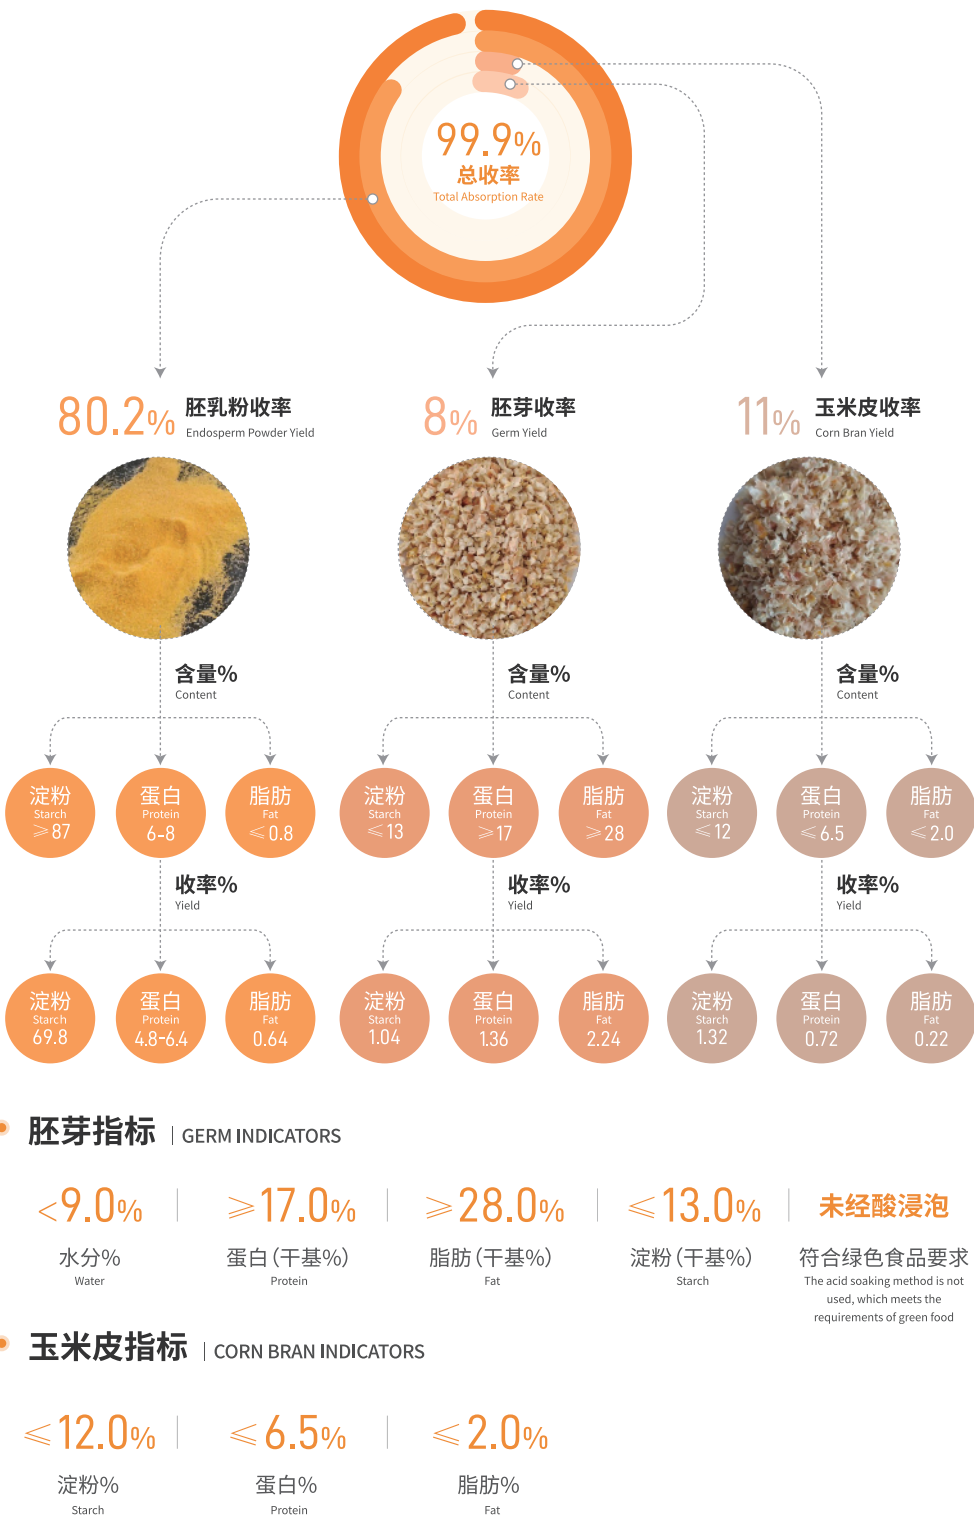 99.9%
总收率
Total Absorption Rate
80.2% 胚乳粉收率
Endosperm Powder Yield
8% 胚芽收率
Germ Yield
11% 玉米皮收率
Corn Bran Yield
含量%
Content
含量%
Content
含量%
Content
淀粉
Starch
≥87
蛋白
Protein
6-8
脂肪
Fat
≤0.8
淀粉
Starch
≤13
蛋白
Protein
≥17
脂肪
Fat
≥28
淀粉
Starch
≤12
蛋白
Protein
≤6.5
脂肪
Fat
≤2.0
收率%
Yield
收率%
Yield
收率%
Yield
淀粉
Starch
69.8
蛋白
Protein
4.8-6.4
脂肪
Fat
0.64
淀粉
Starch
1.04
蛋白
Protein
1.36
脂肪
Fat
2.24
淀粉
Starch
1.32
蛋白
Protein
0.72
脂肪
Fat
0.22
胚芽指标 | GERM INDICATORS
<9.0%
水分%
Water
≥17.0%
蛋白(干基%)
Protein
≥28.0%
脂肪(干基%)
Fat
≤13.0%
淀粉(干基%)
Starch
未经酸浸泡
符合绿色食品要求
The acid soaking method is not
used, which meets the
requirements of green food
玉米皮指标 | CORN BRAN INDICATORS
≤12.0%
淀粉%
Starch
≤6.5%
蛋白%
Protein
≤2.0%
脂肪%
Fat